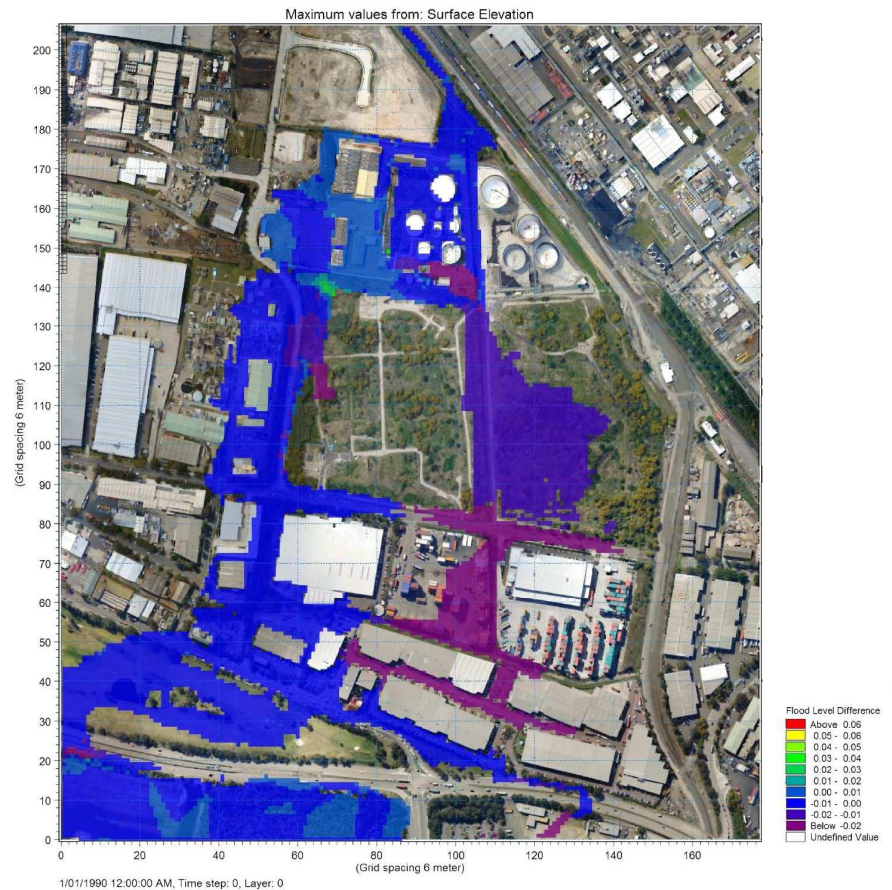 Maximum values from: Surface Elevation
200
190
180
170
160
150
140
130
120
110
100
90
80
70
60
50
40
30
20
10
0
(Grid spacing 6 meter)
0 20 40 60 80 100 120 140 160
(Grid spacing 6 meter)
1/01/1990 12:00:00 AM, Time step: 0, Layer: 0
Flood Level Difference
Above 0.06
0.05 - 0.06
0.04 - 0.05
0.03 - 0.04
0.02 - 0.03
0.01 - 0.02
0.00 - 0.01
-0.01 - 0.00
-0.02 - -0.01
Below -0.02
Undefined Value